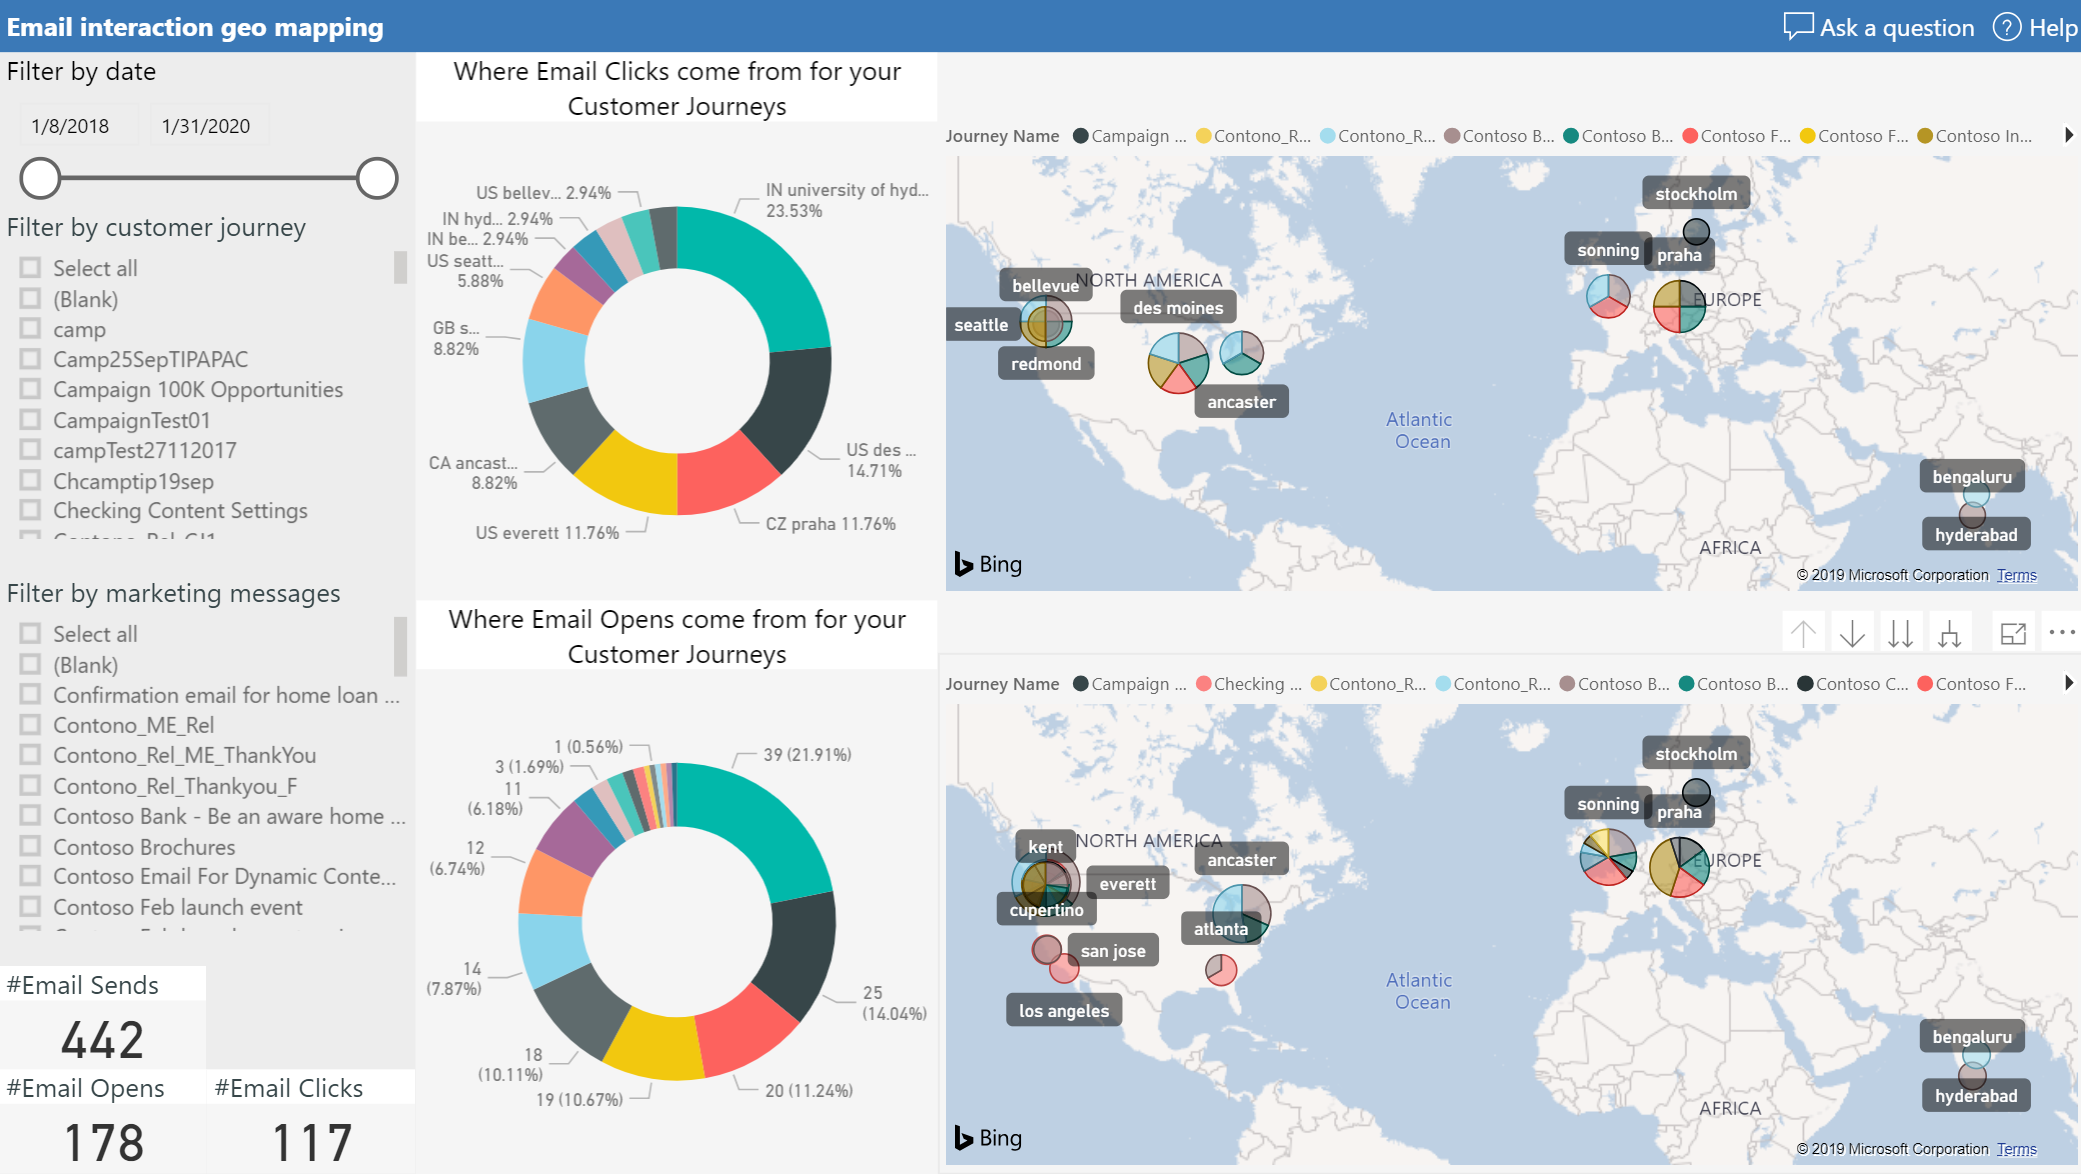 Email interaction geo mapping
Ask a question
Help
Filter by date
1/8/2018
1/31/2020
Filter by customer journey
Select all
(Blank)
camp
Camp25SepTIPAPAC
Campaign 100K Opportunities
CampaignTest01
campTest27112017
Chcamptip19sep
Checking Content Settings
Filter by marketing messages
Select all
(Blank)
Confirmation email for home loan ...
Contono_ME_Rel
Contono_Rel_ME_ThankYou
Contono_Rel_Thankyou_F
Contoso Bank - Be an aware home ...
Contoso Brochures
Contoso Email For Dynamic Conte...
Contoso Feb launch event
#Email Sends
442
#Email Opens
178
#Email Clicks
117
Where Email Clicks come from for your
Customer Journeys
US bellev... 2.94%
IN hyd... 2.94%
IN be... 2.94%
US seatt...
5.88%
GB s...
8.82%
CA ancast...
8.82%
US everett 11.76%
IN university of hyd...
23.53%
US des ...
14.71%
CZ praha 11.76%
Journey Name
Campaign ...
Contono_R...
Contono_R...
Contoso B...
Contoso B...
Contoso F...
Contoso F...
Contoso In...
stockholm
sonning
praha
bellevue
NORTH AMERICA
des moines
EUROPE
seattle
redmond
ancaster
Atlantic
Ocean
bengaluru
hyderabad
AFRICA
Bing
© 2019 Microsoft Corporation Terms
Where Email Opens come from for your
Customer Journeys
1 (0.56%)
3 (1.69%)
11
(6.18%)
12
(6.74%)
14
(7.87%)
18
(10.11%)
19 (10.67%)
39 (21.91%)
25
(14.04%)
20 (11.24%)
Journey Name
Campaign ...
Checking ...
Contono_R...
Contono_R...
Contoso B...
Contoso B...
Contoso C...
Contoso F...
stockholm
sonning
praha
kent
NORTH AMERICA
ancaster
EUROPE
everett
cupertino
atlanta
san jose
los angeles
Atlantic
Ocean
bengaluru
hyderabad
AFRICA
Bing
© 2019 Microsoft Corporation Terms